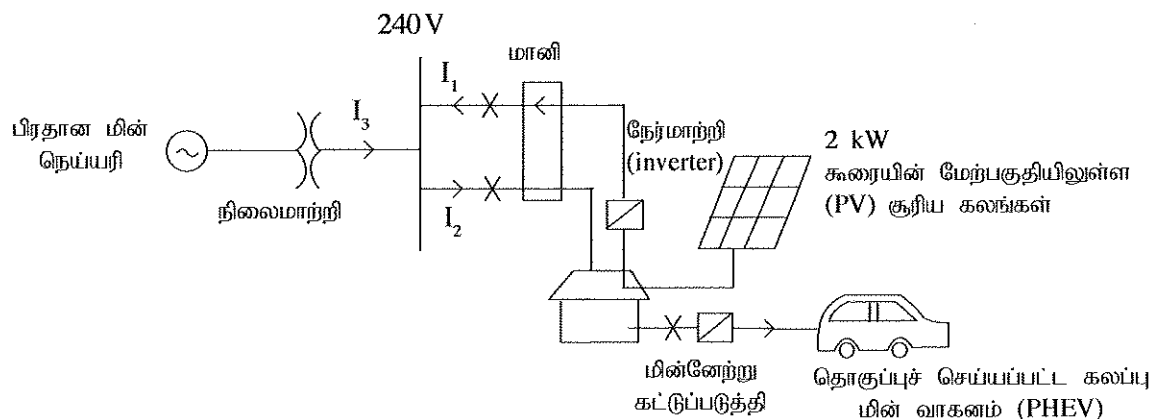 240 V
மானி
I₁
பிரதான மின்
நெய்யரி
I₃
நேர்மாற்றி
(inverter)
2 kW
கூரையின் மேற்பகுதியிலுள்ள
(PV) சூரிய கலங்கள்
நிலைமாற்றி
I₂
மின்னேற்று
கட்டுப்படுத்தி
தொகுப்புச் செய்யப்பட்ட கலப்பு
மின் வாகனம் (PHEV)